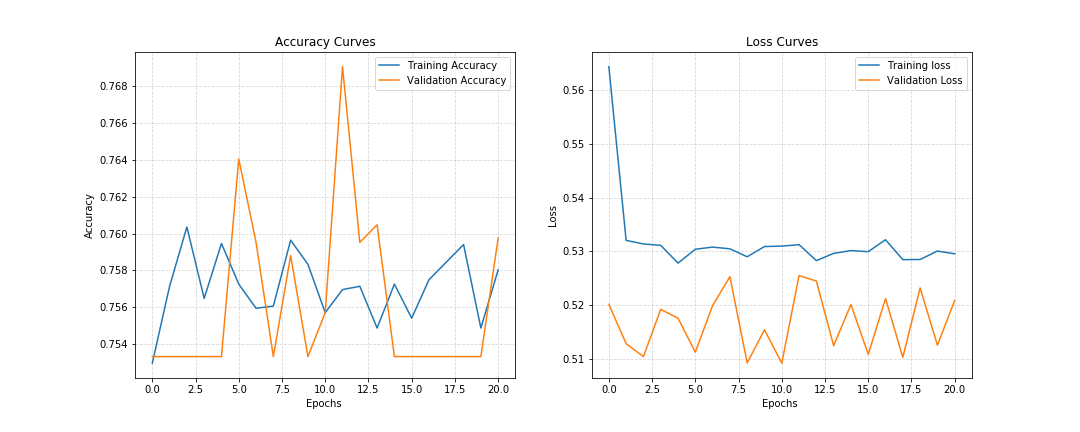 Accuracy Curves
Training Accuracy
Validation Accuracy
0.768
0.766
0.764
0.762
0.760
0.758
0.756
0.754
Accuracy
0.0 2.5 5.0 7.5 10.0 12.5 15.0 17.5 20.0
Epochs
Loss Curves
Training loss
Validation Loss
0.56
0.55
0.54
0.53
0.52
0.51
Loss
0.0 2.5 5.0 7.5 10.0 12.5 15.0 17.5 20.0
Epochs